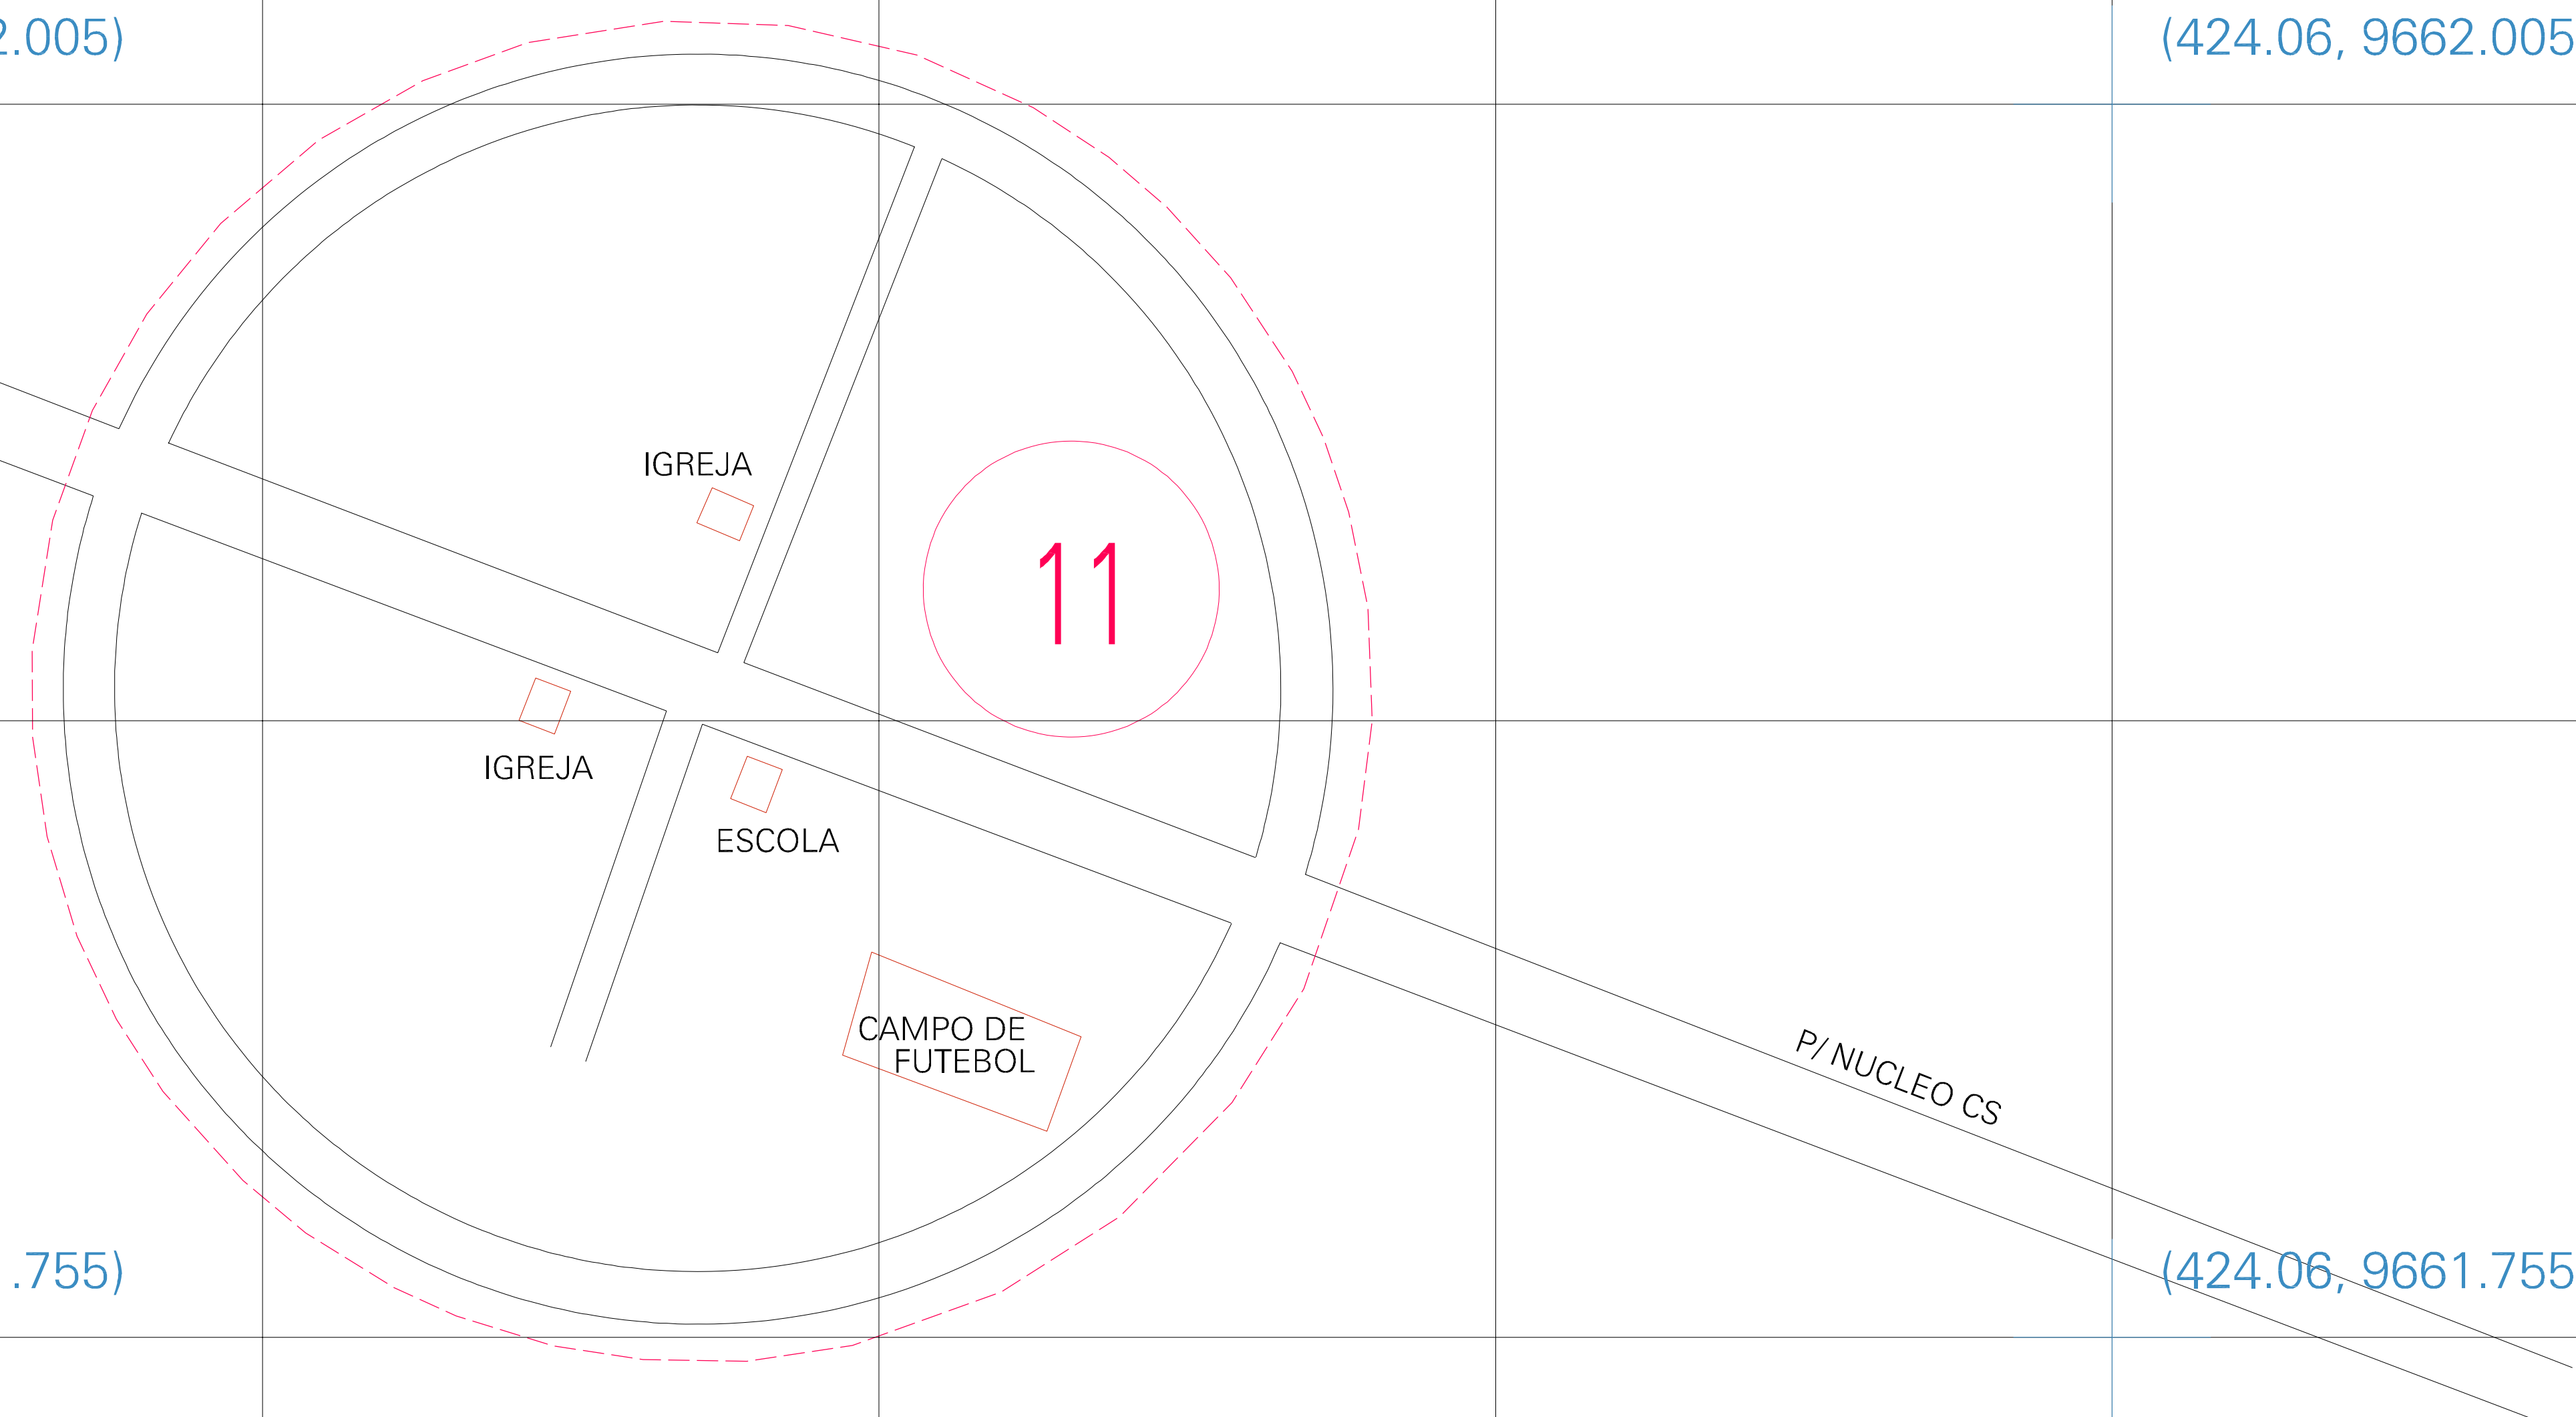 2.005)
(424.06, 9662.005
IGREJA
11
IGREJA
ESCOLA
CAMPO DE
FUTEBOL
P/ NUCLEO CS
.755)
(424.06, 9661.755